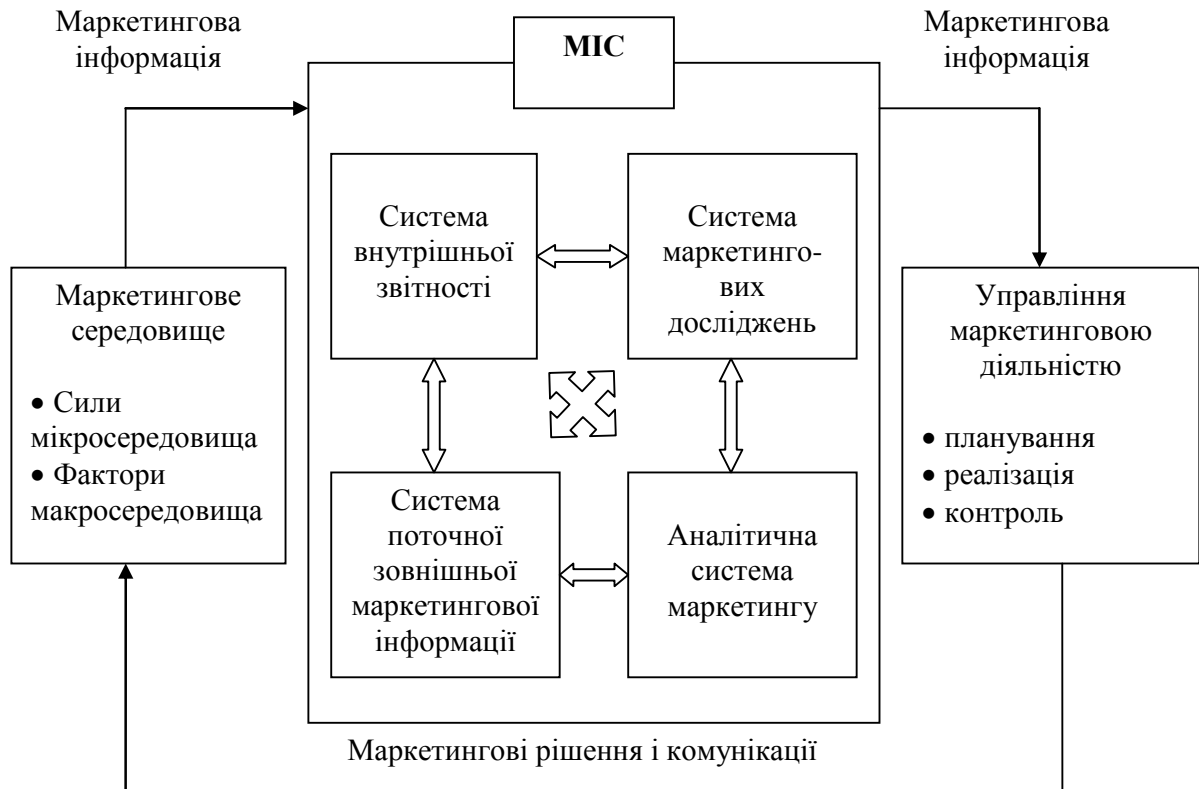 Маркетингова
інформація
МІС
Маркетингова
інформація
Система
внутрішньої
звітності
Система
маркетинго-
вих
досліджень
Маркетингове
середовище
• Сили
мікросередовища
• Фактори
макросередовища
Управління
маркетинговою
діяльністю
• планування
• реалізація
• контроль
Система
поточної
зовнішньої
маркетингової
інформації
Аналітична
система
маркетингу
Маркетингові рішення і комунікації